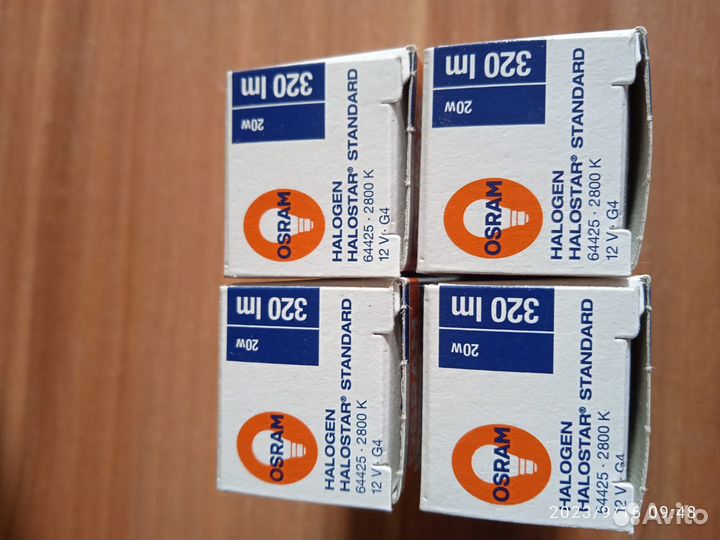 320 lm
20w
OSRAM
HALOGEN
HALOSTAR® STANDARD
64425 · 2800 K
12 V · G4
320 lm
20w
OSRAM
HALOGEN
HALOSTAR® STANDARD
64425 · 2800 K
12 V · G4
320 lm
20w
OSRAM
HALOGEN
HALOSTAR® STANDARD
64425 · 2800 K
12 V · G4
320 lm
20w
OSRAM
HALOGEN
HALOSTAR® STANDARD
64425 · 2800 K
12 V · G4
2023/9/16 09:48
Avito